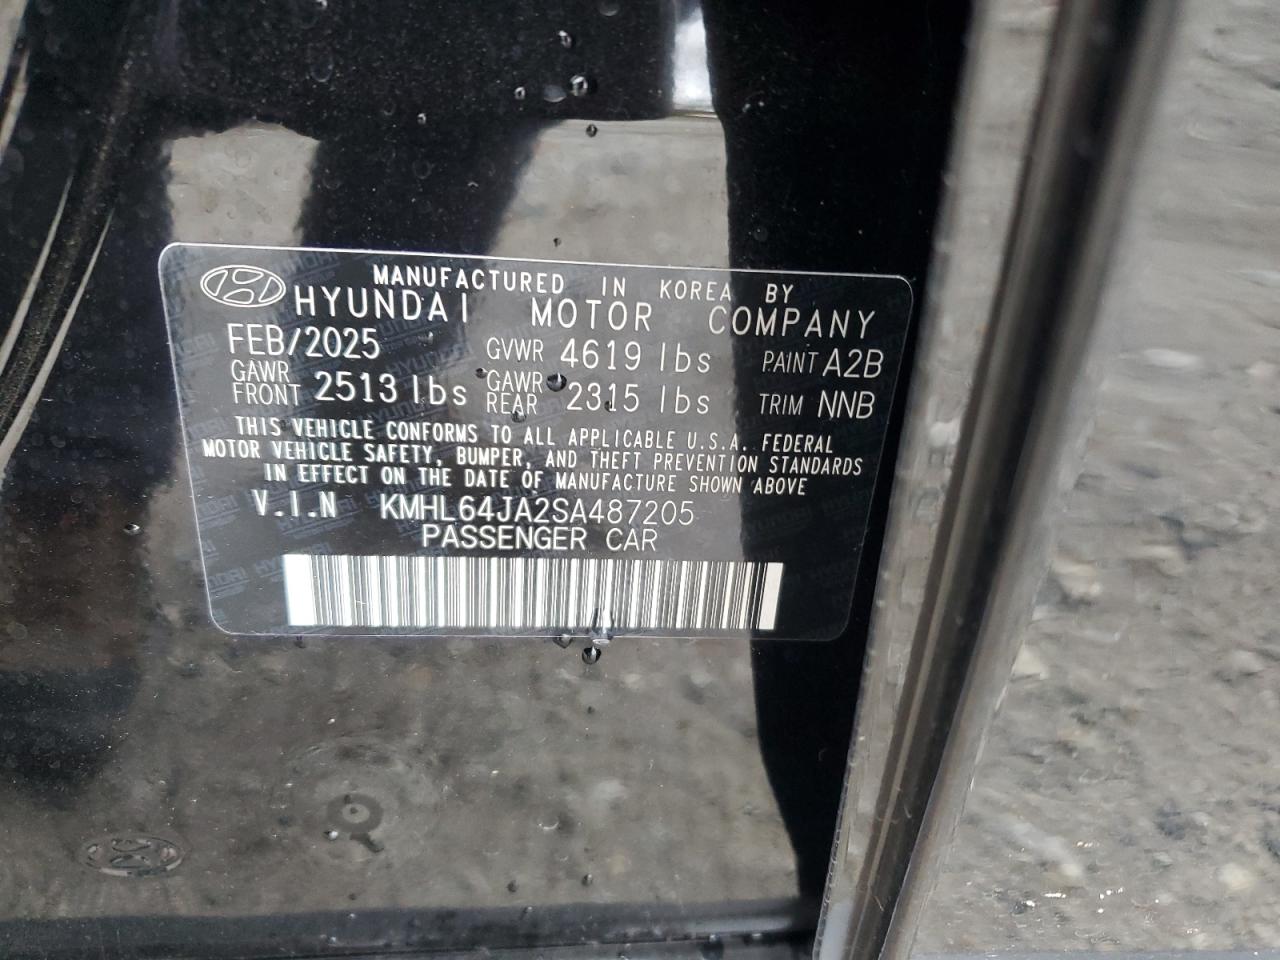 MANUFACTURED IN KOREA BY
HYUNDAI MOTOR COMPANY
FEB/2025 GVWR 4619 lbs PAINT A2B
GAWR FRONT 2513 lbs GAWR REAR 2315 lbs TRIM NNB
THIS VEHICLE CONFORMS TO ALL APPLICABLE U.S.A. FEDERAL
MOTOR VEHICLE SAFETY, BUMPER, AND THEFT PREVENTION STANDARDS
IN EFFECT ON THE DATE OF MANUFACTURE SHOWN ABOVE
V.I.N KMHL64JA2SA487205
PASSENGER CAR